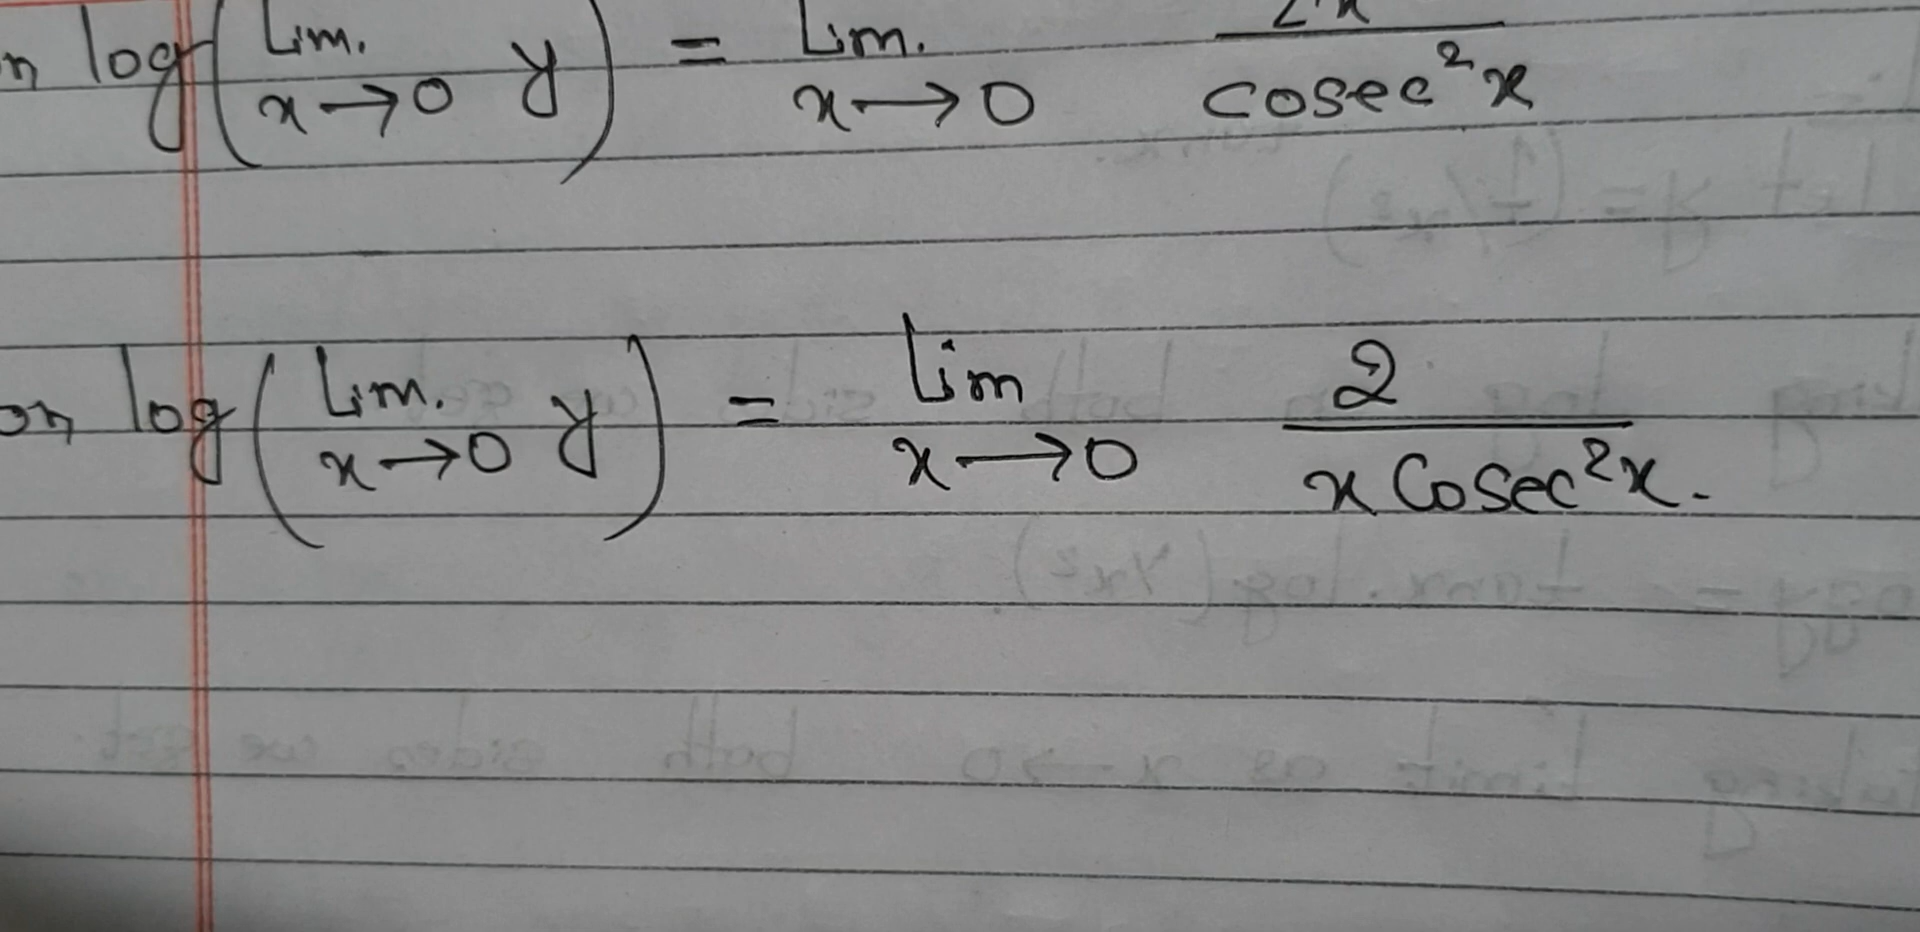 log(Lim. x→0 y) = Lim. x→0 / cosec²x
or log(Lim. x→0 y) = lim x→0 2/x Cosec²x.